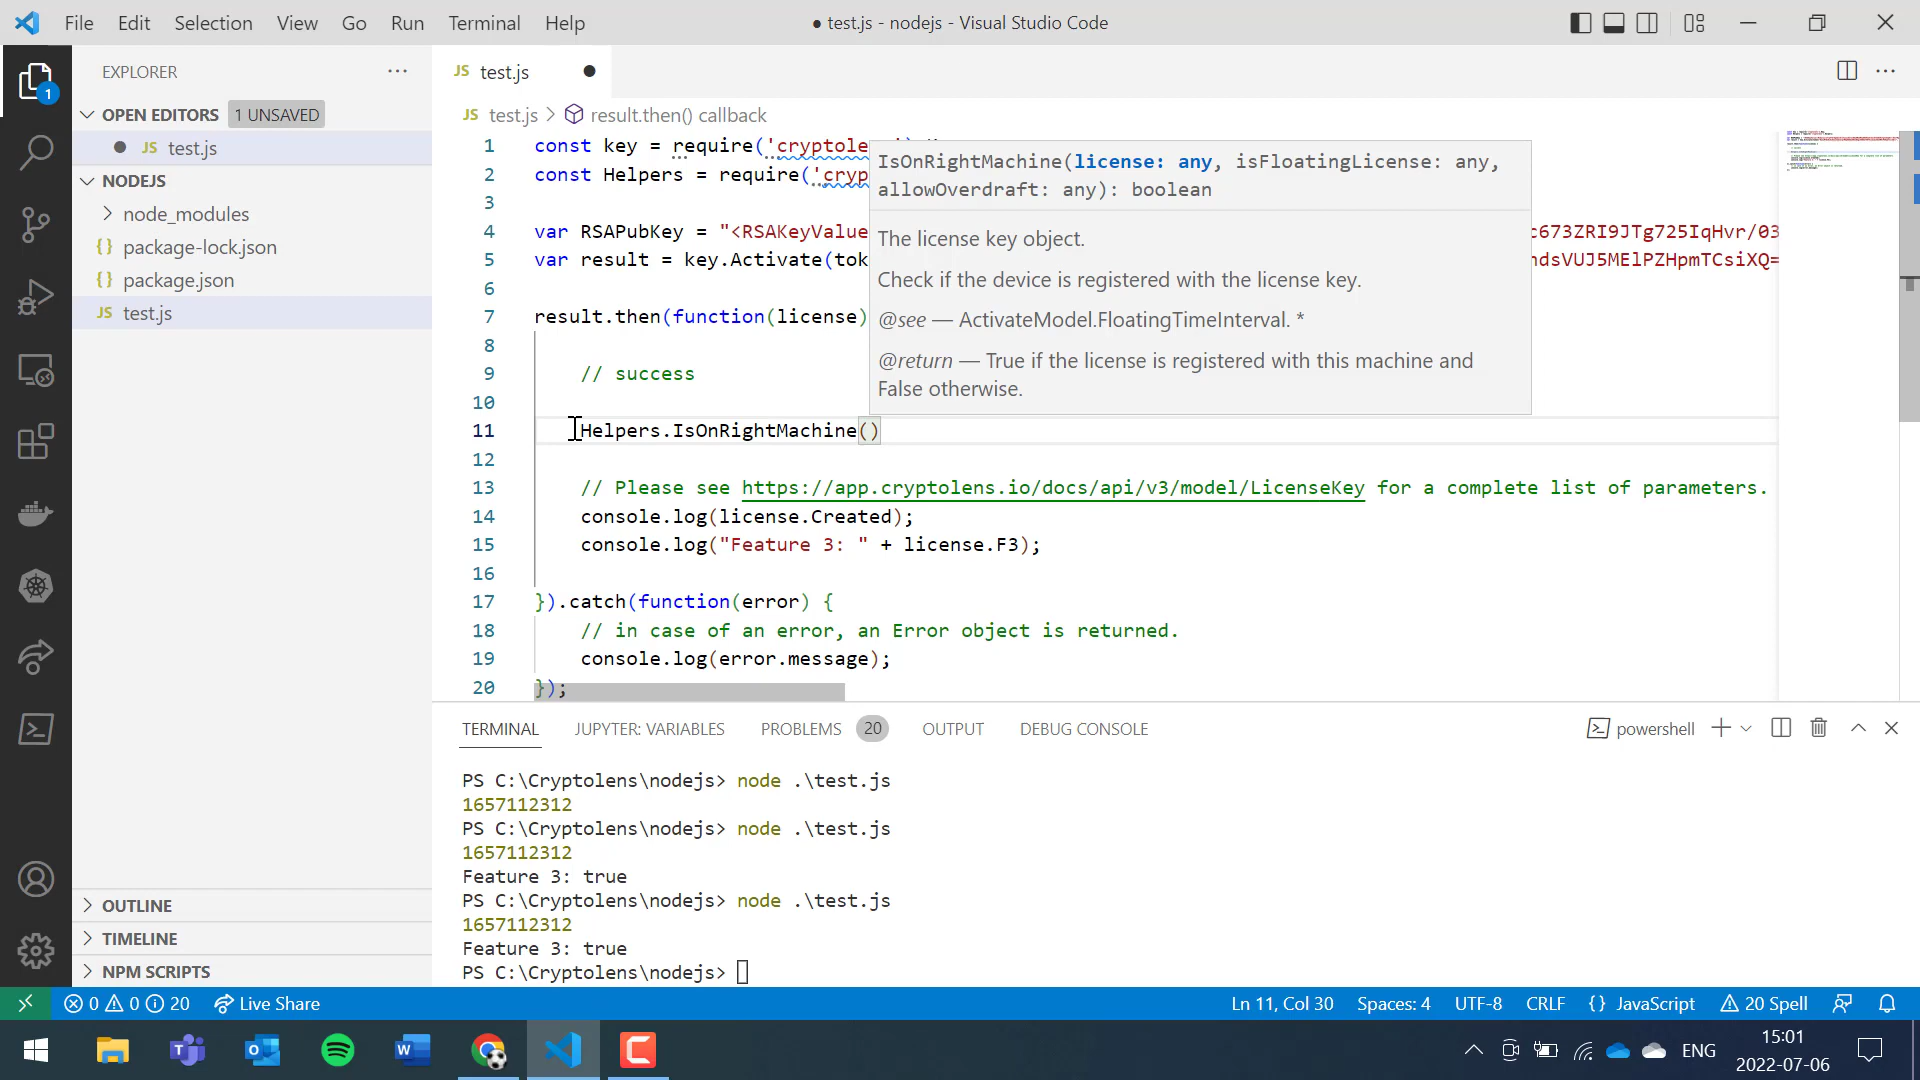 File Edit Selection View Go Run Terminal Help
● test.js - nodejs - Visual Studio Code
EXPLORER
OPEN EDITORS 1 UNSAVED
JS test.js
NODEJS
node_modules
{} package-lock.json
{} package.json
JS test.js
OUTLINE
TIMELINE
NPM SCRIPTS
1
JS test.js
JS test.js > result.then() callback
1 const key = require('cryptole
2 const Helpers = require('cryp
3
4 var RSAPubKey = "<RSAKeyValue c673ZRI9JTg725IqHvr/03
5 var result = key.Activate(tok ndsVUJ5MElPZHpmTCsiXQ=
6
7 result.then(function(license)
8
9 // success
10
11 Helpers.IsOnRightMachine()
12
13 // Please see https://app.cryptolens.io/docs/api/v3/model/LicenseKey for a complete list of parameters.
14 console.log(license.Created);
15 console.log("Feature 3: " + license.F3);
16
17 }).catch(function(error) {
18 // in case of an error, an Error object is returned.
19 console.log(error.message);
20 });
IsOnRightMachine(license: any, isFloatingLicense: any,
allowOverdraft: any): boolean
The license key object.
Check if the device is registered with the license key.
@see — ActivateModel.FloatingTimeInterval. *
@return — True if the license is registered with this machine and
False otherwise.
TERMINAL JUPYTER: VARIABLES PROBLEMS 20 OUTPUT DEBUG CONSOLE
powershell
PS C:\Cryptolens\nodejs> node .\test.js
1657112312
PS C:\Cryptolens\nodejs> node .\test.js
1657112312
Feature 3: true
PS C:\Cryptolens\nodejs> node .\test.js
1657112312
Feature 3: true
PS C:\Cryptolens\nodejs>
0 0 20 Live Share
Ln 11, Col 30 Spaces: 4 UTF-8 CRLF {} JavaScript 20 Spell
ENG
15:01
2022-07-06